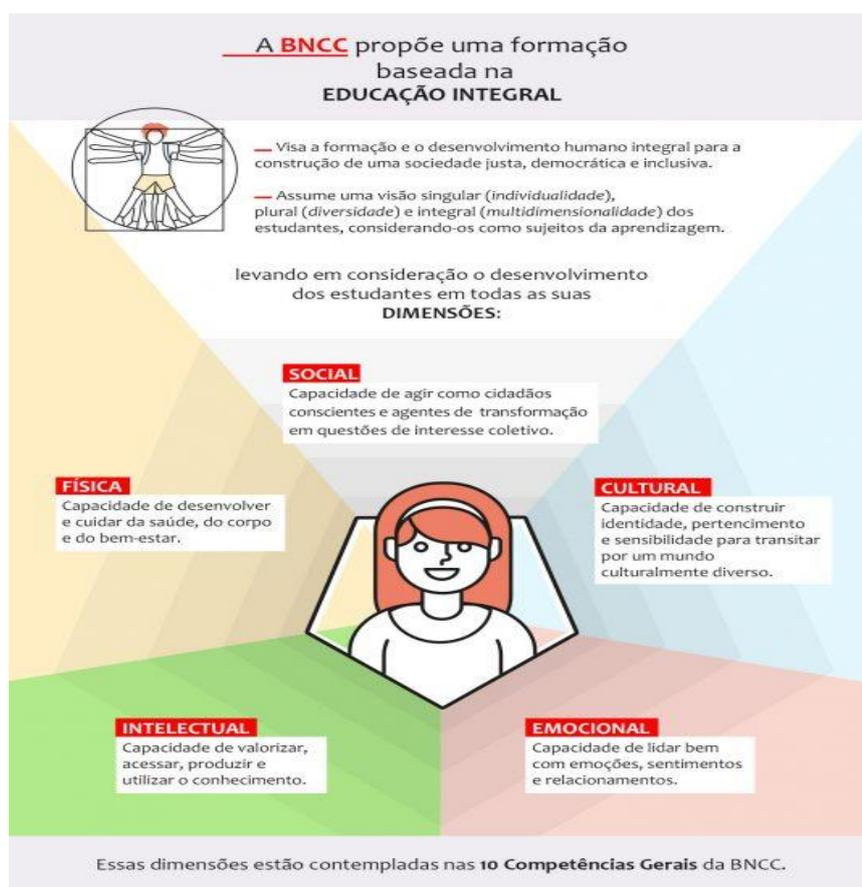 A BNCC propõe uma formação
baseada na
EDUCAÇÃO INTEGRAL
Visa a formação e o desenvolvimento humano integral para a
construção de uma sociedade justa, democrática e inclusiva.
Assume uma visão singular (individualidade),
plural (diversidade) e integral (multidimensionalidade) dos
estudantes, considerando-os como sujeitos da aprendizagem.
levando em consideração o desenvolvimento
dos estudantes em todas as suas
DIMENSÕES:
SOCIAL
Capacidade de agir como cidadãos
conscientes e agentes de transformação
em questões de interesse coletivo.
FÍSICA
Capacidade de desenvolver
e cuidar da saúde, do corpo
e do bem-estar.
CULTURAL
Capacidade de construir
identidade, pertencimento
e sensibilidade para transitar
por um mundo
culturalmente diverso.
INTELECTUAL
Capacidade de valorizar,
acessar, produzir e
utilizar o conhecimento.
EMOCIONAL
Capacidade de lidar bem
com emoções, sentimentos
e relacionamentos.
Essas dimensões estão contempladas nas 10 Competências Gerais da BNCC.